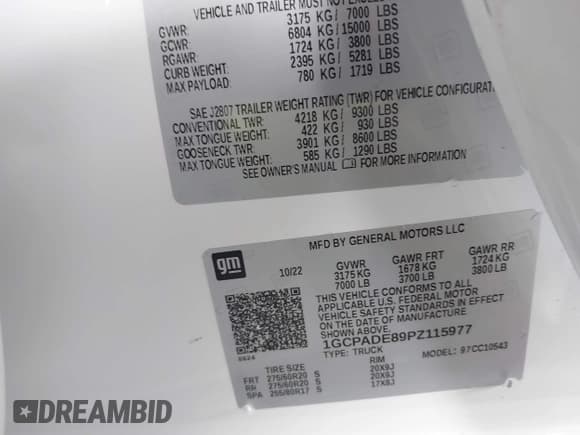 VEHICLE AND TRAILER MUST NOT EXCEED
GVWR: 3175 KG/ 7000 LBS
GCWR: 6804 KG/15000 LBS
RGAWR: 1724 KG/ 3800 LBS
CURB WEIGHT: 2395 KG/ 5281 LBS
MAX PAYLOAD: 780 KG/ 1719 LBS
SAE J2807 TRAILER WEIGHT RATING (TWR) FOR VEHICLE CONFIGURAT
CONVENTIONAL TWR: 4218 KG/ 9300 LBS
MAX TONGUE WEIGHT: 422 KG/ 930 LBS
GOOSENECK TWR: 3901 KG/ 8600 LBS
MAX TONGUE WEIGHT: 585 KG/ 1290 LBS
SEE OWNER'S MANUAL FOR MORE INFORMATION
gm
MFD BY GENERAL MOTORS LLC
10/22 GVWR GAWR FRT GAWR RR
3175 KG 1678 KG 1724 KG
7000 LB 3700 LB 3800 LB
THIS VEHICLE CONFORMS TO ALL
APPLICABLE U.S. FEDERAL MOTOR
VEHICLE SAFETY STANDARDS IN EFFECT
ON THE DATE OF MANUFACTURE
SHOWN ABOVE.
1GCPADE89PZ115977
TYPE: TRUCK MODEL: 97CC10543
TIRE SIZE RIM
FRT 275/60R20 S 20X9J
RR 275/60R20 S 20X9J
SPA 255/80R17 S 17X8J
DREAMBID